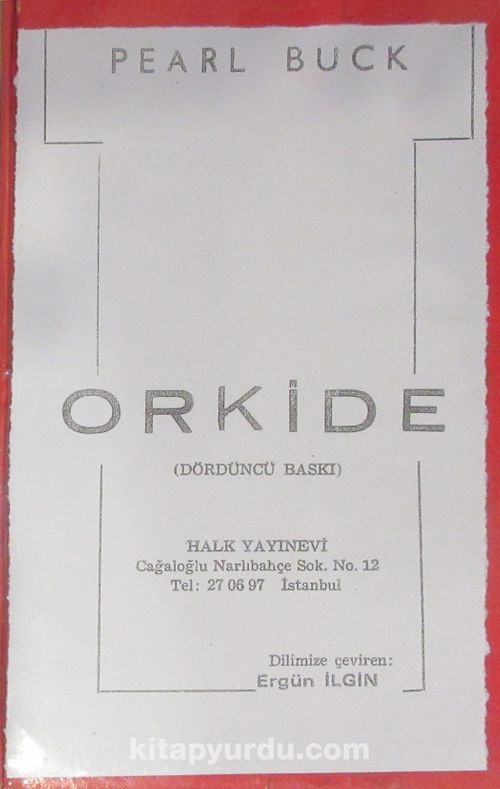 PEARL BUCK
ORKİDE
(DÖRDÜNCÜ BASKI)
HALK YAYINEVİ
Cağaloğlu Narlıbahçe Sok. No. 12
Tel: 27 06 97 İstanbul
Dilimize çeviren:
Ergün İLGİN
kitapyurdu.com